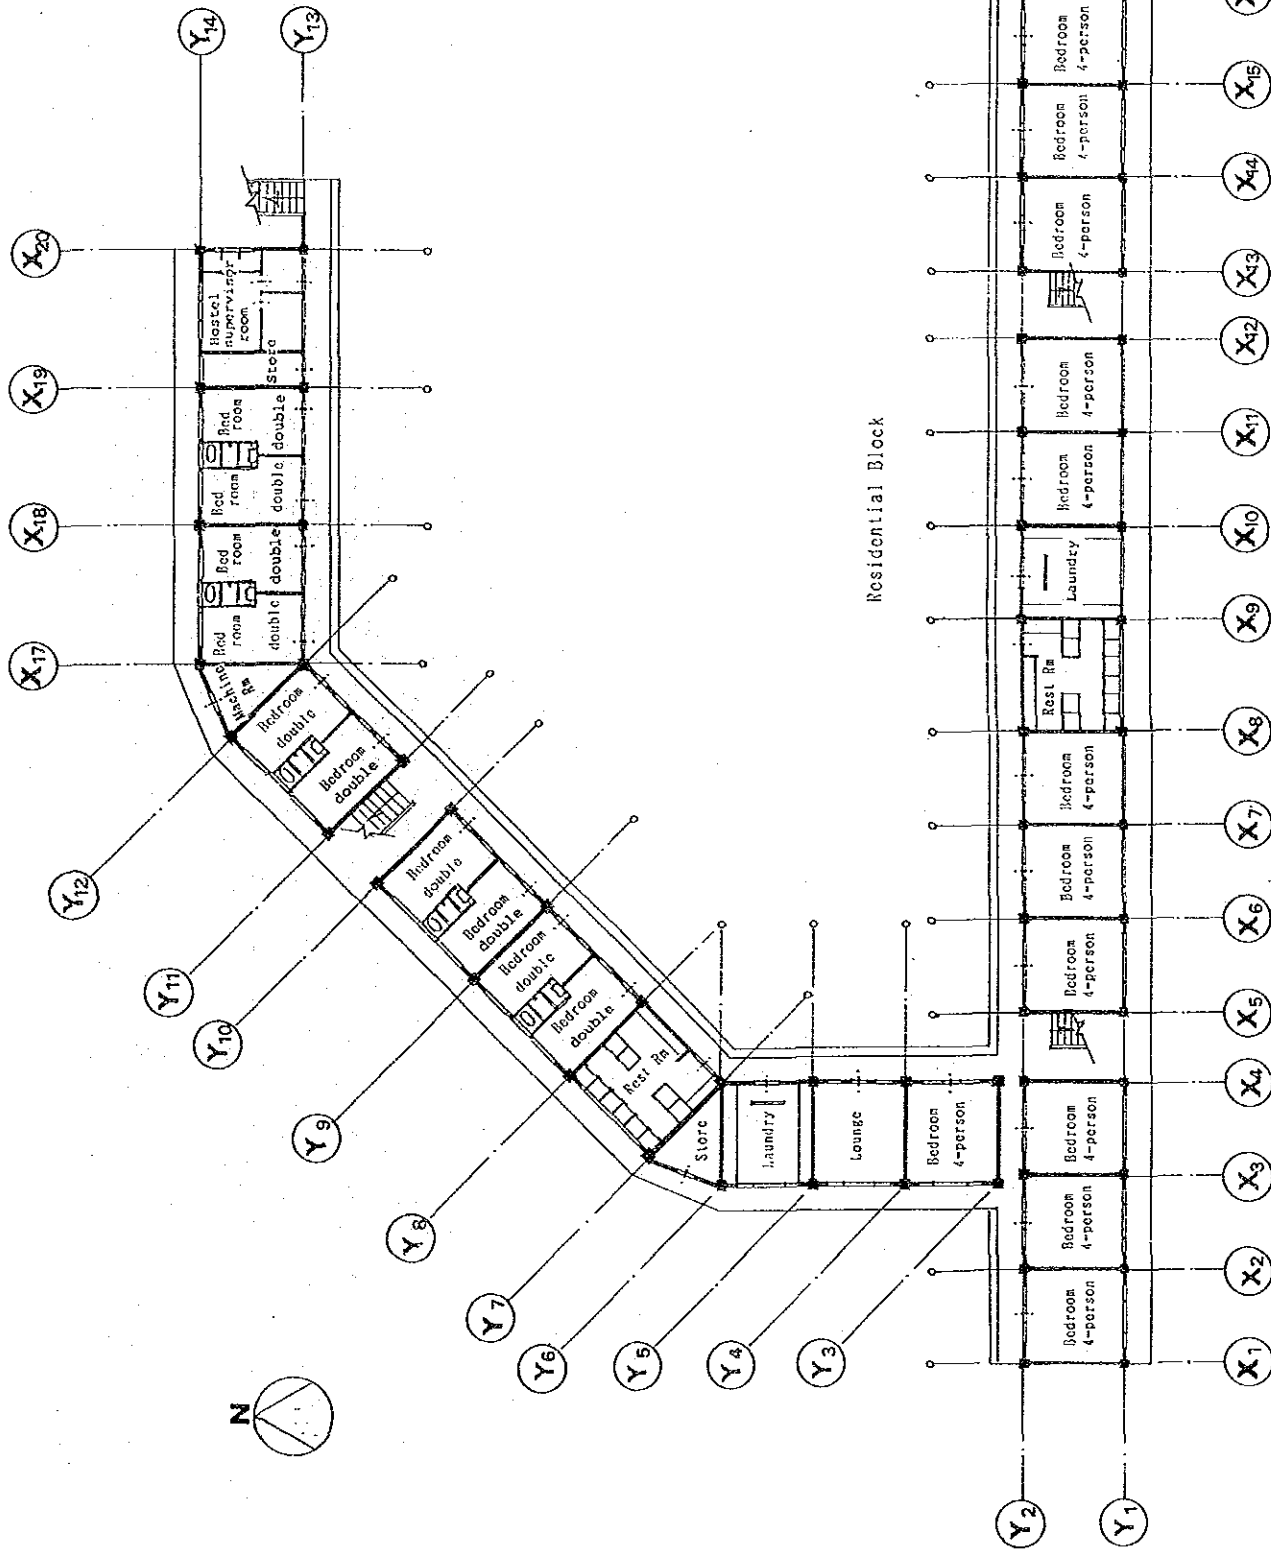 Y14
Y13
X20
X19
X18
X17
Hostel
supervisor
room
Store
Bed
room
double
Bed
room
double
Bed
room
double
Bed
room
double
Machine
Rm
Bedroom
double
Bedroom
double
Bedroom
double
Bedroom
double
Bedroom
double
Bedroom
double
Rest Rm
Store
Laundry
Lounge
Bedroom
4-person
Y12
Y11
Y10
Y9
Y8
Y7
Y6
Y5
Y4
Y3
N
Residential Block
Bedroom
4-person
Bedroom
4-person
Bedroom
4-person
Bedroom
4-person
Bedroom
4-person
Laundry
Rest Rm
Bedroom
4-person
Bedroom
4-person
Bedroom
4-person
Bedroom
4-person
Bedroom
4-person
Bedroom
4-person
X15
X14
X13
X12
X11
X10
X9
X8
X7
X6
X5
X4
X3
X2
X1
Y2
Y1